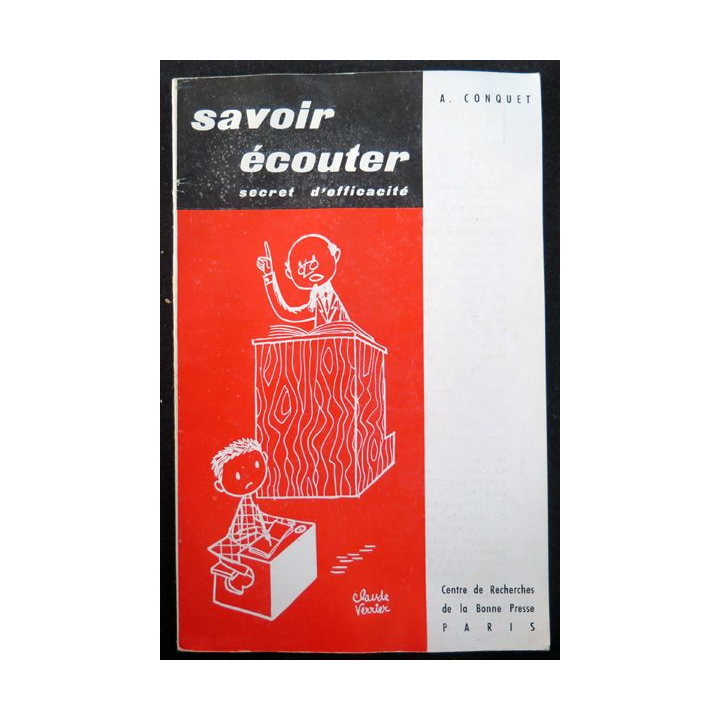 savoir
écouter
secret d'efficacité
A. CONQUET
claude
verrier
Centre de Recherches
de la Bonne Presse
PARIS